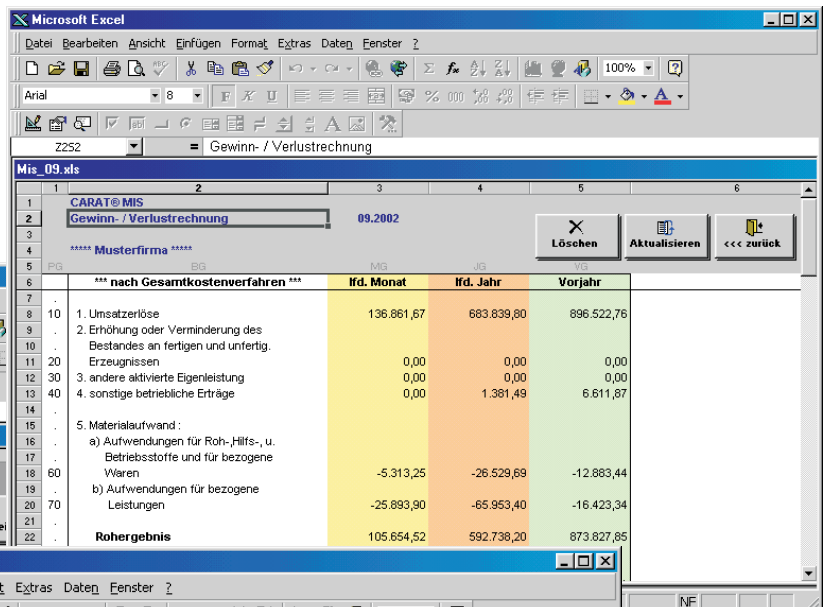 Microsoft Excel
Datei Bearbeiten Ansicht Einfügen Format Extras Daten Fenster ?
100%
Arial 8 F K U % 000
Z2S2 = Gewinn- / Verlustrechnung
Mis_09.xls
1 2 3 4 5 6
1 CARAT® MIS
2 Gewinn- / Verlustrechnung 09.2002
3
Löschen Aktualisieren <<< zurück
4 ***** Musterfirma *****
5 PG BG MG JG VG
6 *** nach Gesamtkostenverfahren *** lfd. Monat lfd. Jahr Vorjahr
7 .
8 10 1. Umsatzerlöse 136.861,67 683.839,80 896.522,76
9 . 2. Erhöhung oder Verminderung des
10 . Bestandes an fertigen und unfertig.
11 20 Erzeugnissen 0,00 0,00 0,00
12 30 3. andere aktivierte Eigenleistung 0,00 0,00 0,00
13 40 4. sonstige betriebliche Erträge 0,00 1.381,49 6.611,87
14 .
15 . 5. Materialaufwand :
16 . a) Aufwendungen für Roh-,Hilfs-, u.
17 . Betriebsstoffe und für bezogene
18 60 Waren -5.313,25 -26.529,69 -12.883,44
19 . b) Aufwendungen für bezogene
20 70 Leistungen -25.893,90 -65.953,40 -16.423,34
21 .
22 . Rohergebnis 105.654,52 592.738,20 873.827,85
Extras Daten Fenster ?
NF